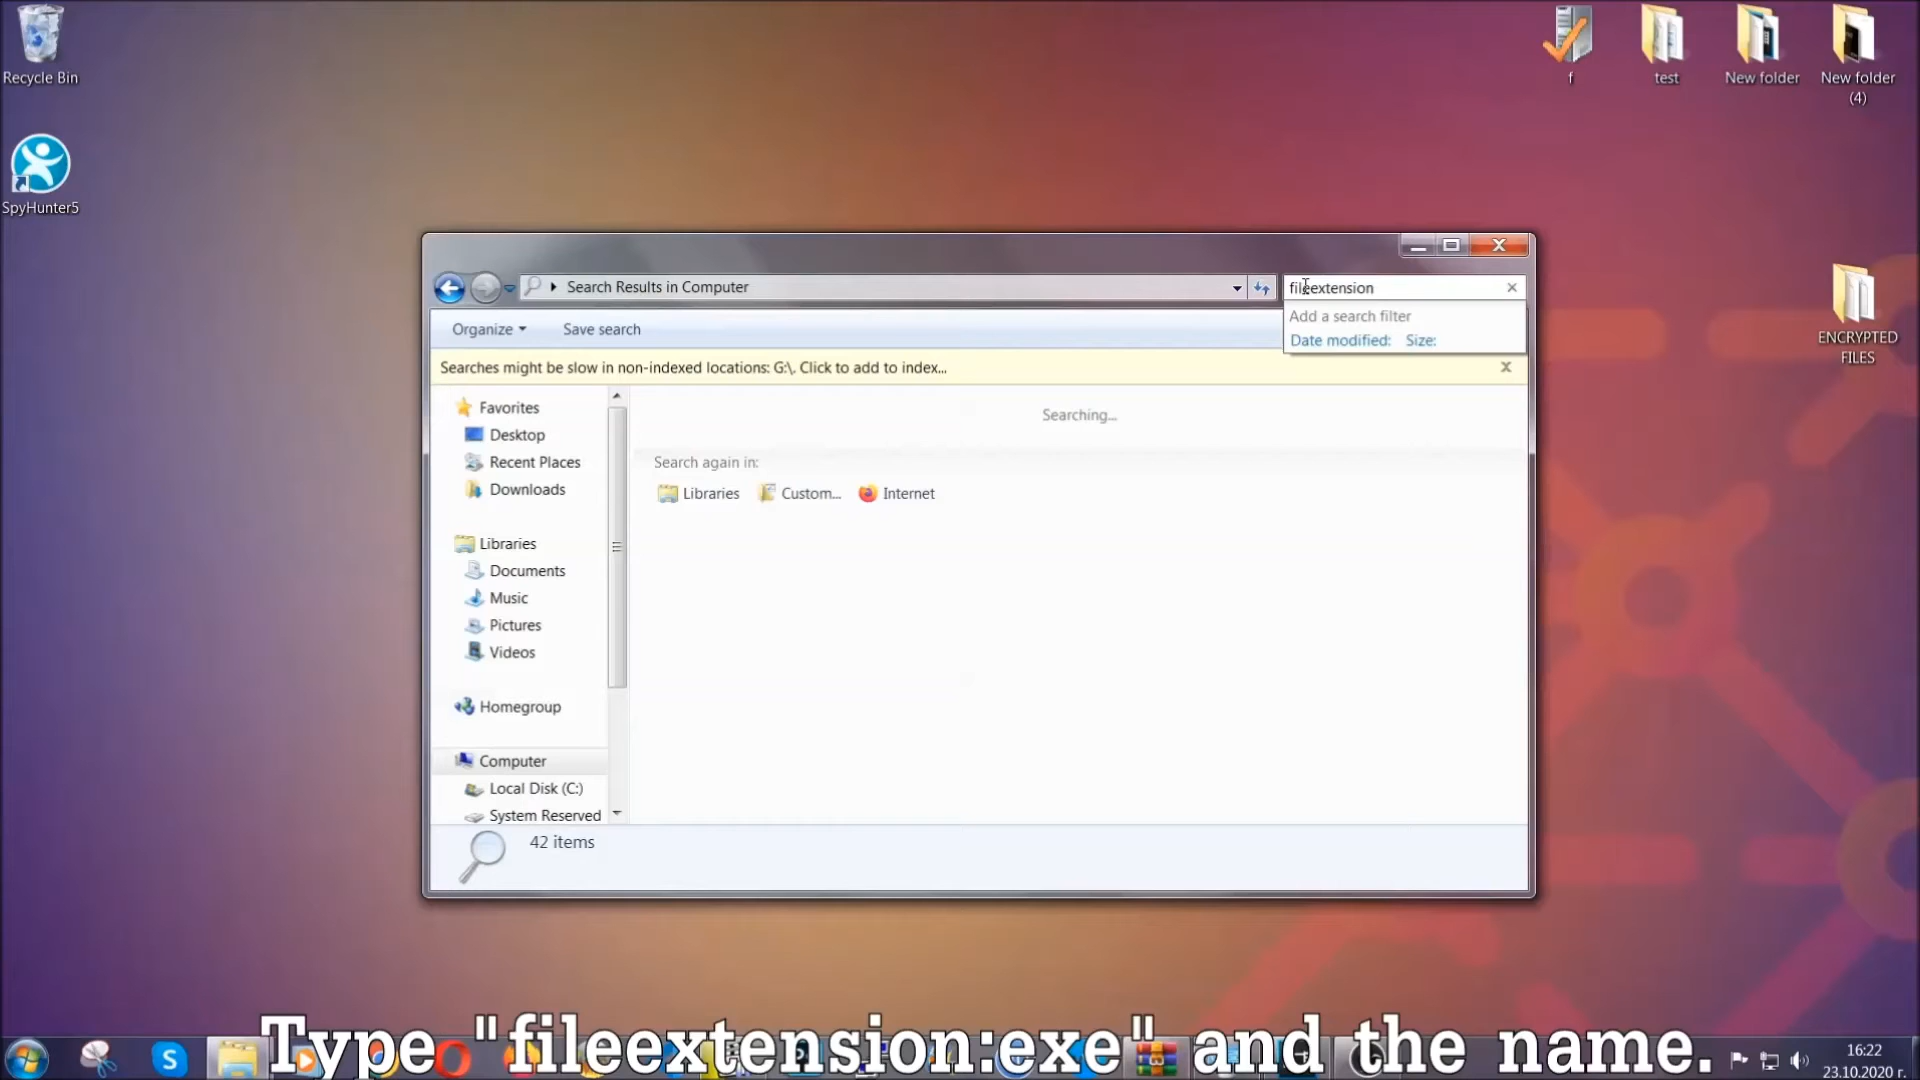 Recycle Bin
SpyHunter5
f
test
New folder
New folder
(4)
ENCRYPTED
FILES
Search Results in Computer
fileextension
Add a search filter
Date modified: Size:
Organize
Save search
Searches might be slow in non-indexed locations: G:\. Click to add to index...
Favorites
Desktop
Recent Places
Downloads
Libraries
Documents
Music
Pictures
Videos
Homegroup
Computer
Local Disk (C:)
System Reserved
Searching...
Search again in:
Libraries
Custom...
Internet
42 items
Type "fileextension:exe" and the name.
16:22
23.10.2020 г.